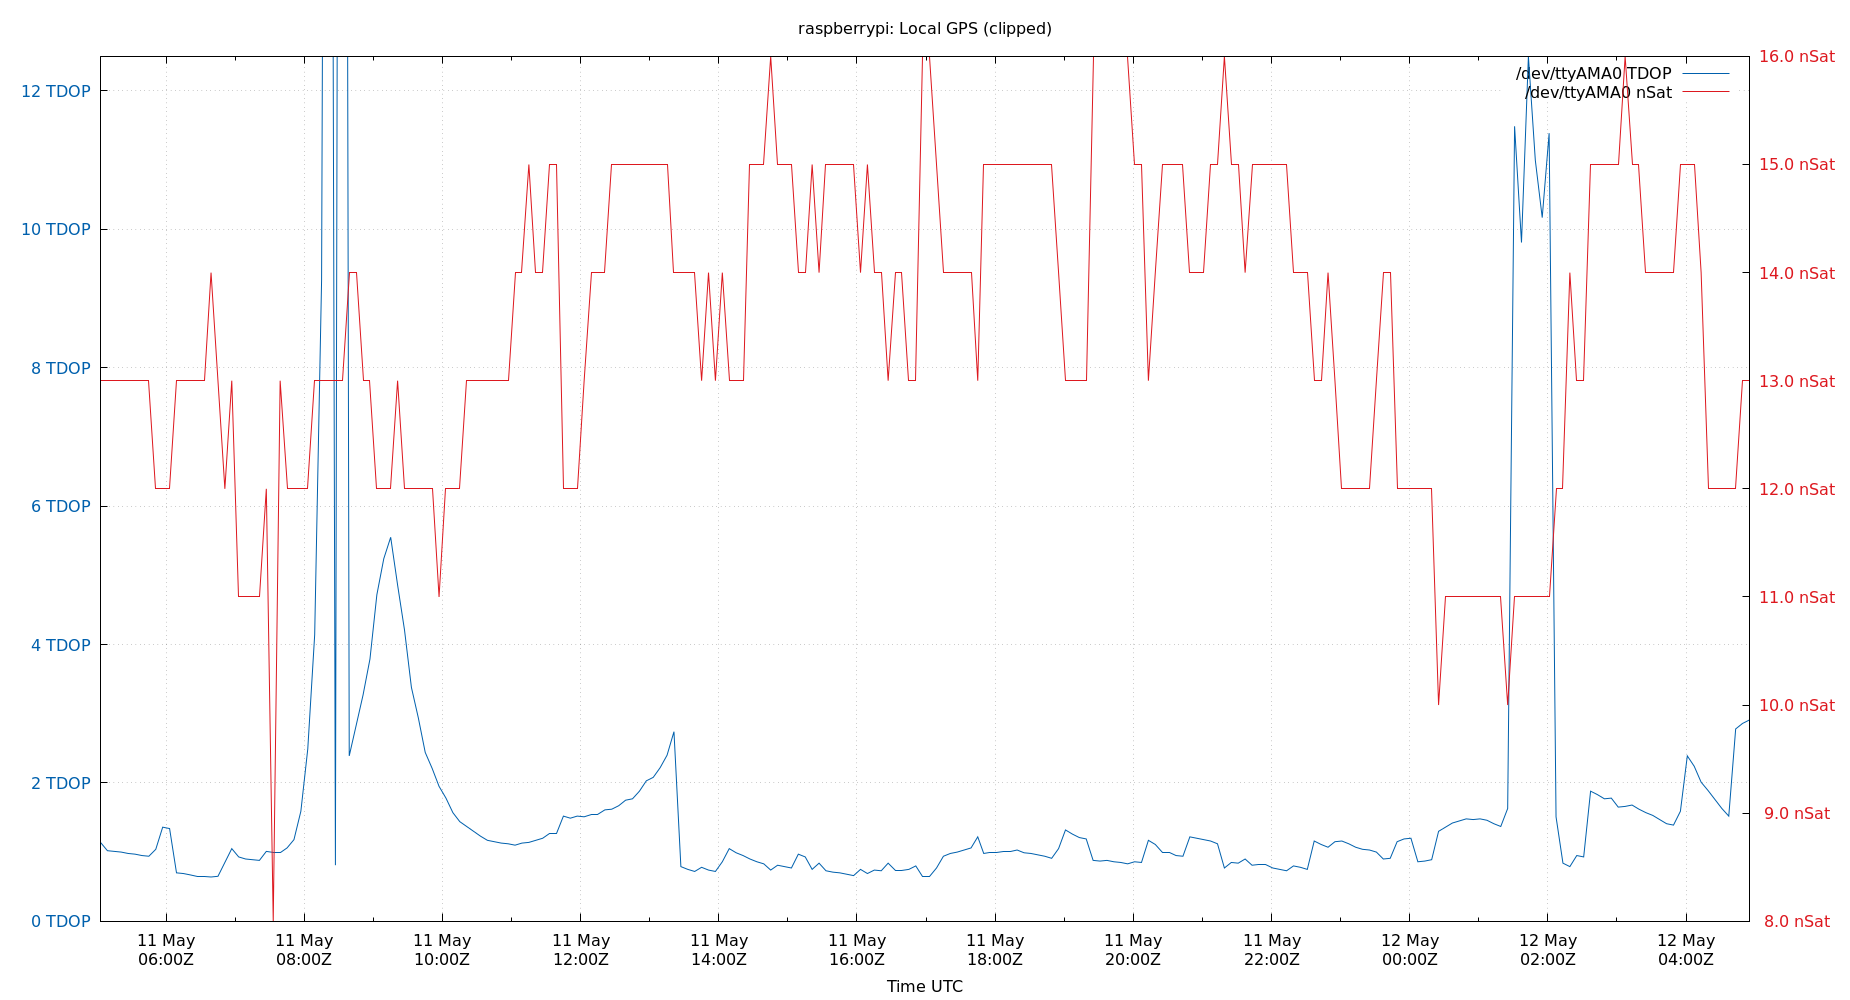 raspberrypi: Local GPS (clipped)
/dev/ttyAMA0 TDOP
/dev/ttyAMA0 nSat
12 TDOP
10 TDOP
8 TDOP
6 TDOP
4 TDOP
2 TDOP
0 TDOP
16.0 nSat
15.0 nSat
14.0 nSat
13.0 nSat
12.0 nSat
11.0 nSat
10.0 nSat
9.0 nSat
8.0 nSat
11 May
06:00Z
11 May
08:00Z
11 May
10:00Z
11 May
12:00Z
11 May
14:00Z
11 May
16:00Z
11 May
18:00Z
11 May
20:00Z
11 May
22:00Z
12 May
00:00Z
12 May
02:00Z
12 May
04:00Z
Time UTC